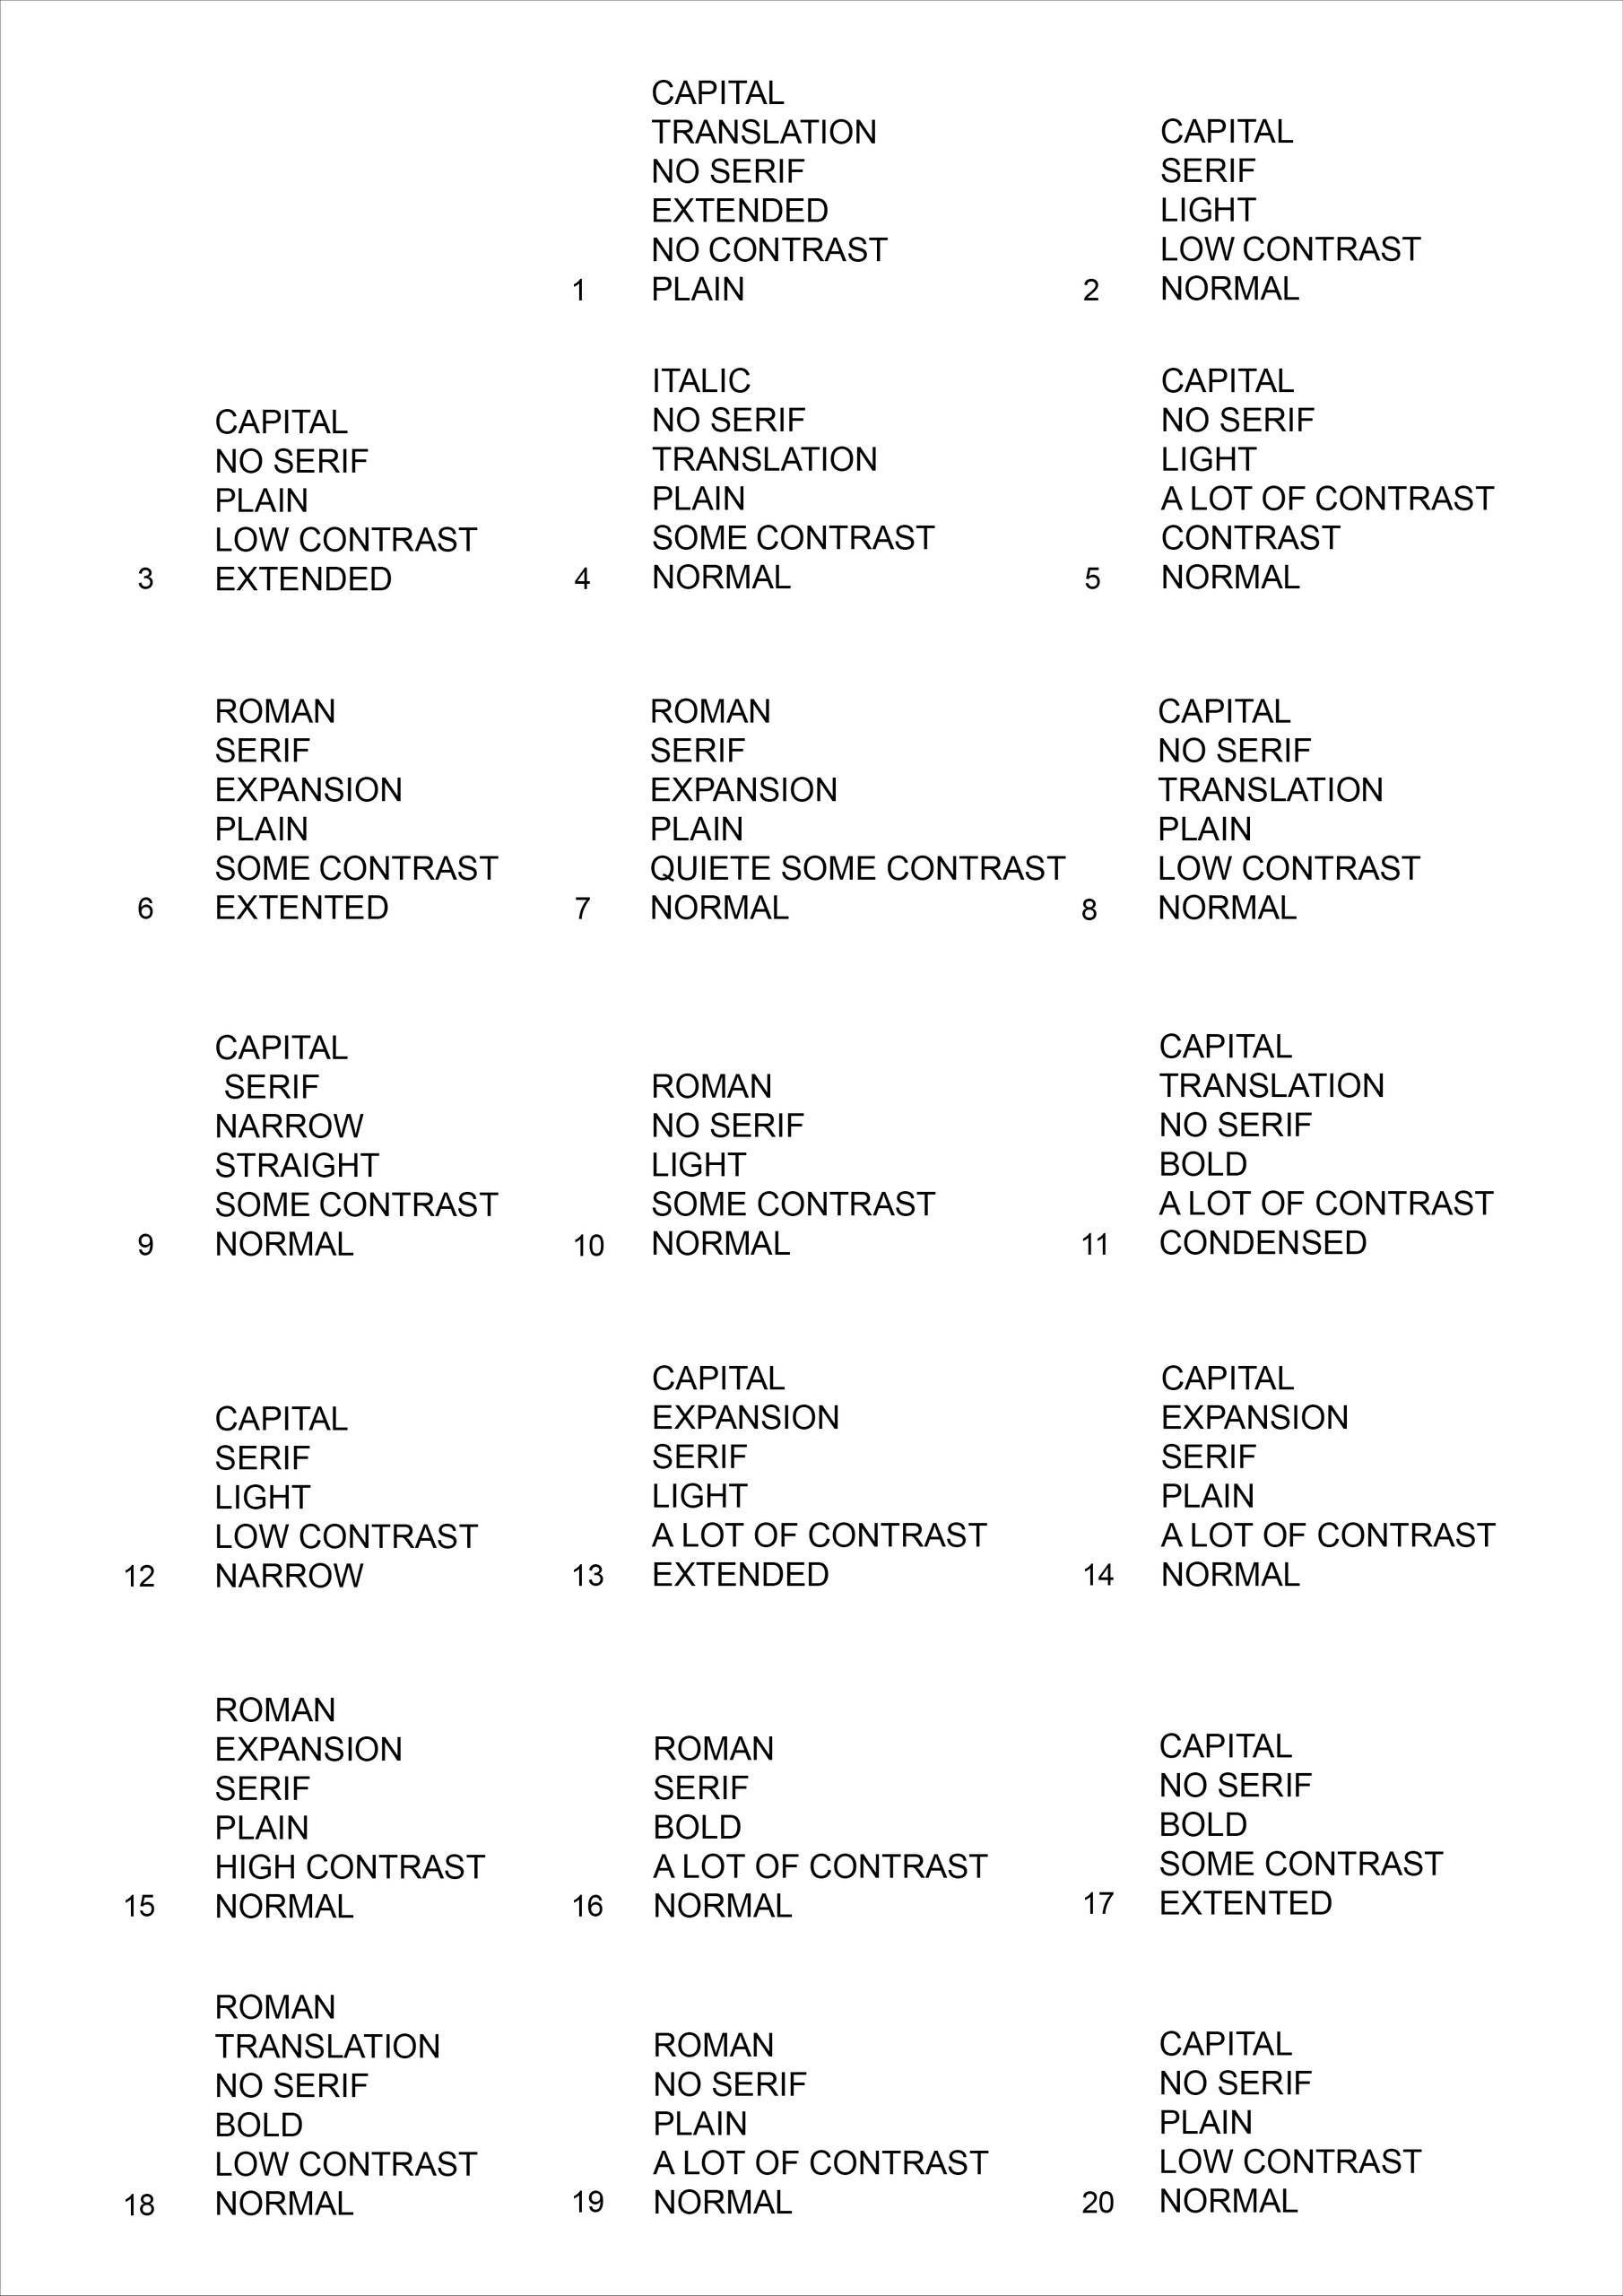 CAPITAL
TRANSLATION
NO SERIF
EXTENDED
NO CONTRAST
1 PLAIN
CAPITAL
SERIF
LIGHT
LOW CONTRAST
2 NORMAL
CAPITAL
NO SERIF
PLAIN
LOW CONTRAST
3 EXTENDED
ITALIC
NO SERIF
TRANSLATION
PLAIN
SOME CONTRAST
4 NORMAL
CAPITAL
NO SERIF
LIGHT
A LOT OF CONTRAST
CONTRAST
5 NORMAL
ROMAN
SERIF
EXPANSION
PLAIN
SOME CONTRAST
6 EXTENTED
ROMAN
SERIF
EXPANSION
PLAIN
QUIETE SOME CONTRAST
7 NORMAL
CAPITAL
NO SERIF
TRANSLATION
PLAIN
LOW CONTRAST
8 NORMAL
CAPITAL
SERIF
NARROW
STRAIGHT
SOME CONTRAST
9 NORMAL
ROMAN
NO SERIF
LIGHT
SOME CONTRAST
10 NORMAL
CAPITAL
TRANSLATION
NO SERIF
BOLD
A LOT OF CONTRAST
11 CONDENSED
CAPITAL
SERIF
LIGHT
LOW CONTRAST
12 NARROW
CAPITAL
EXPANSION
SERIF
LIGHT
A LOT OF CONTRAST
13 EXTENDED
CAPITAL
EXPANSION
SERIF
PLAIN
A LOT OF CONTRAST
14 NORMAL
ROMAN
EXPANSION
SERIF
PLAIN
HIGH CONTRAST
15 NORMAL
ROMAN
SERIF
BOLD
A LOT OF CONTRAST
16 NORMAL
CAPITAL
NO SERIF
BOLD
SOME CONTRAST
17 EXTENTED
ROMAN
TRANSLATION
NO SERIF
BOLD
LOW CONTRAST
18 NORMAL
ROMAN
NO SERIF
PLAIN
A LOT OF CONTRAST
19 NORMAL
CAPITAL
NO SERIF
PLAIN
LOW CONTRAST
20 NORMAL